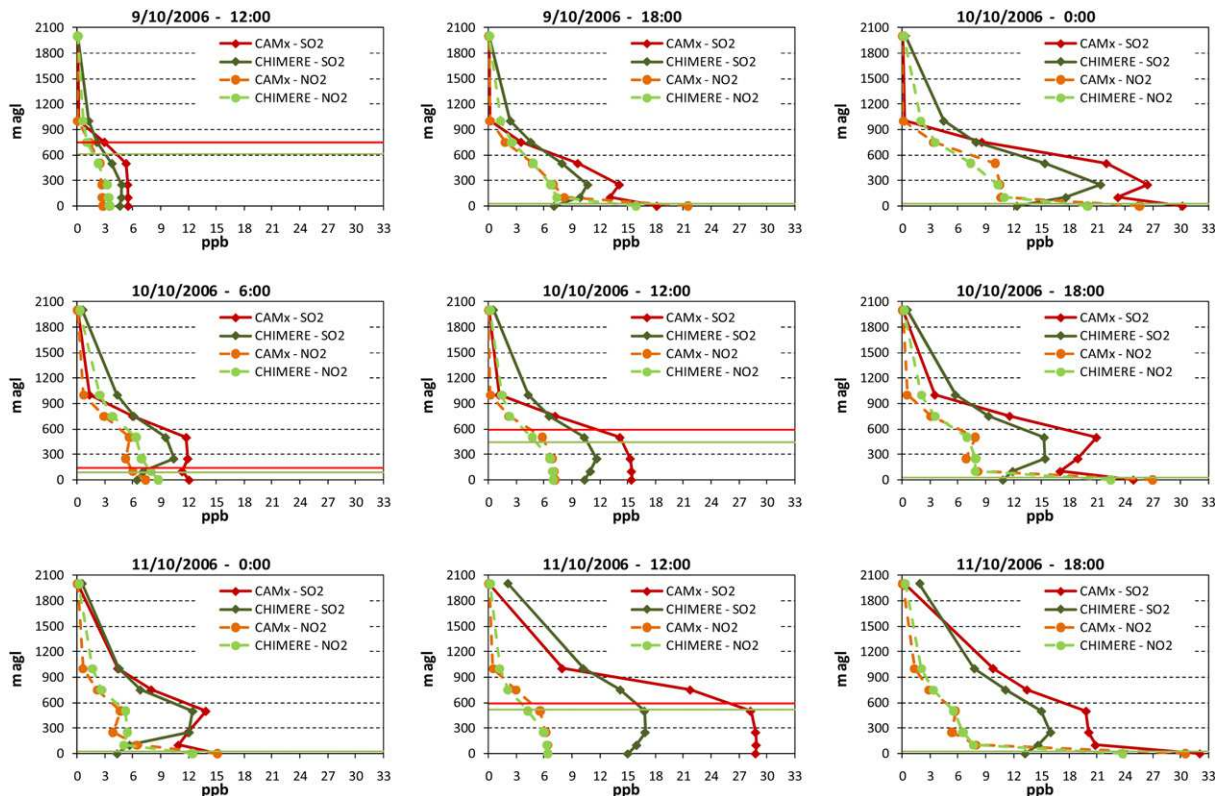 9/10/2006 - 12:00
2100
1800
1500
1200
900
600
300
0
m agl
CAMx - SO2
CHIMERE - SO2
CAMx - NO2
CHIMERE - NO2
0 3 6 9 12 15 18 21 24 27 30 33
ppb
9/10/2006 - 18:00
2100
1800
1500
1200
900
600
300
0
m agl
CAMx - SO2
CHIMERE - SO2
CAMx - NO2
CHIMERE - NO2
0 3 6 9 12 15 18 21 24 27 30 33
ppb
10/10/2006 - 0:00
2100
1800
1500
1200
900
600
300
0
m agl
CAMx - SO2
CHIMERE - SO2
CAMx - NO2
CHIMERE - NO2
0 3 6 9 12 15 18 21 24 27 30 33
ppb
10/10/2006 - 6:00
2100
1800
1500
1200
900
600
300
0
m agl
CAMx - SO2
CHIMERE - SO2
CAMx - NO2
CHIMERE - NO2
0 3 6 9 12 15 18 21 24 27 30 33
ppb
10/10/2006 - 12:00
2100
1800
1500
1200
900
600
300
0
m agl
CAMx - SO2
CHIMERE - SO2
CAMx - NO2
CHIMERE - NO2
0 3 6 9 12 15 18 21 24 27 30 33
ppb
10/10/2006 - 18:00
2100
1800
1500
1200
900
600
300
0
m agl
CAMx - SO2
CHIMERE - SO2
CAMx - NO2
CHIMERE - NO2
0 3 6 9 12 15 18 21 24 27 30 33
ppb
11/10/2006 - 0:00
2100
1800
1500
1200
900
600
300
0
m agl
CAMx - SO2
CHIMERE - SO2
CAMx - NO2
CHIMERE - NO2
0 3 6 9 12 15 18 21 24 27 30 33
ppb
11/10/2006 - 12:00
2100
1800
1500
1200
900
600
300
0
m agl
CAMx - SO2
CHIMERE - SO2
CAMx - NO2
CHIMERE - NO2
0 3 6 9 12 15 18 21 24 27 30 33
ppb
11/10/2006 - 18:00
2100
1800
1500
1200
900
600
300
0
m agl
CAMx - SO2
CHIMERE - SO2
CAMx - NO2
CHIMERE - NO2
0 3 6 9 12 15 18 21 24 27 30 33
ppb